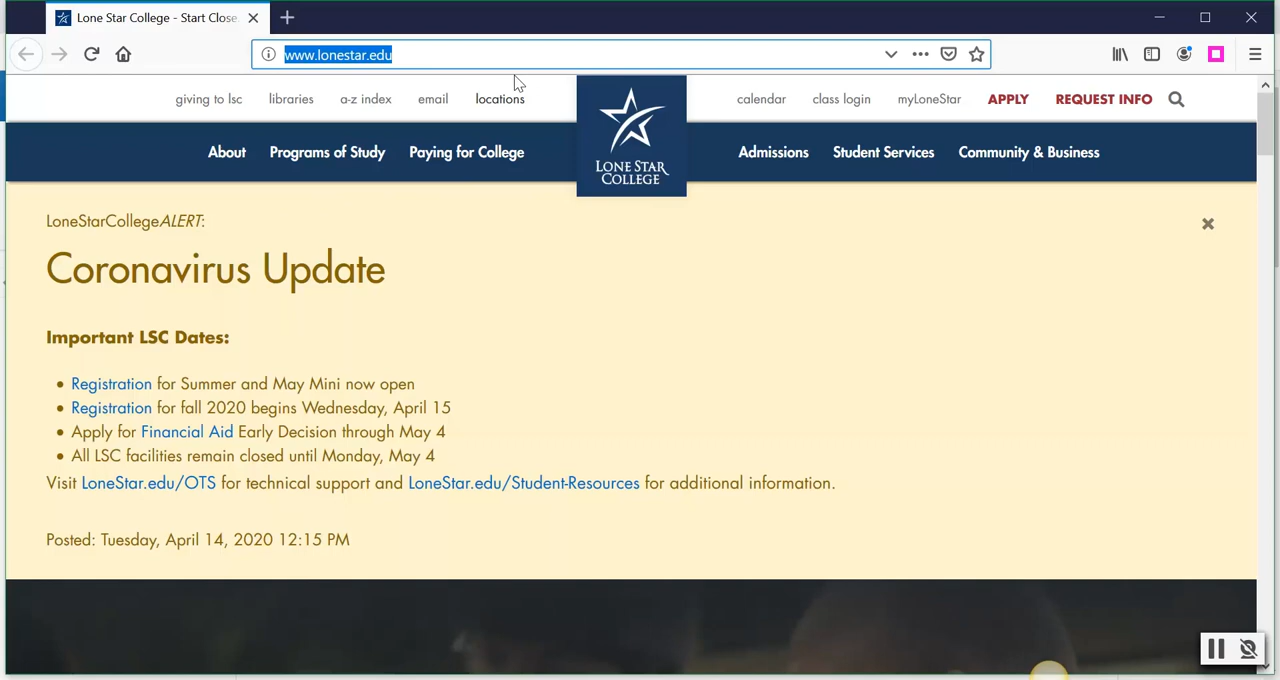 Lone Star College - Start Close
www.lonestar.edu
giving to lsc libraries a-z index email locations calendar class login myLoneStar APPLY REQUEST INFO
LONE STAR
COLLEGE
About Programs of Study Paying for College Admissions Student Services Community & Business
LoneStarCollegeALERT:
Coronavirus Update
Important LSC Dates:
• Registration for Summer and May Mini now open
• Registration for fall 2020 begins Wednesday, April 15
• Apply for Financial Aid Early Decision through May 4
• All LSC facilities remain closed until Monday, May 4
Visit LoneStar.edu/OTS for technical support and LoneStar.edu/Student-Resources for additional information.
Posted: Tuesday, April 14, 2020 12:15 PM